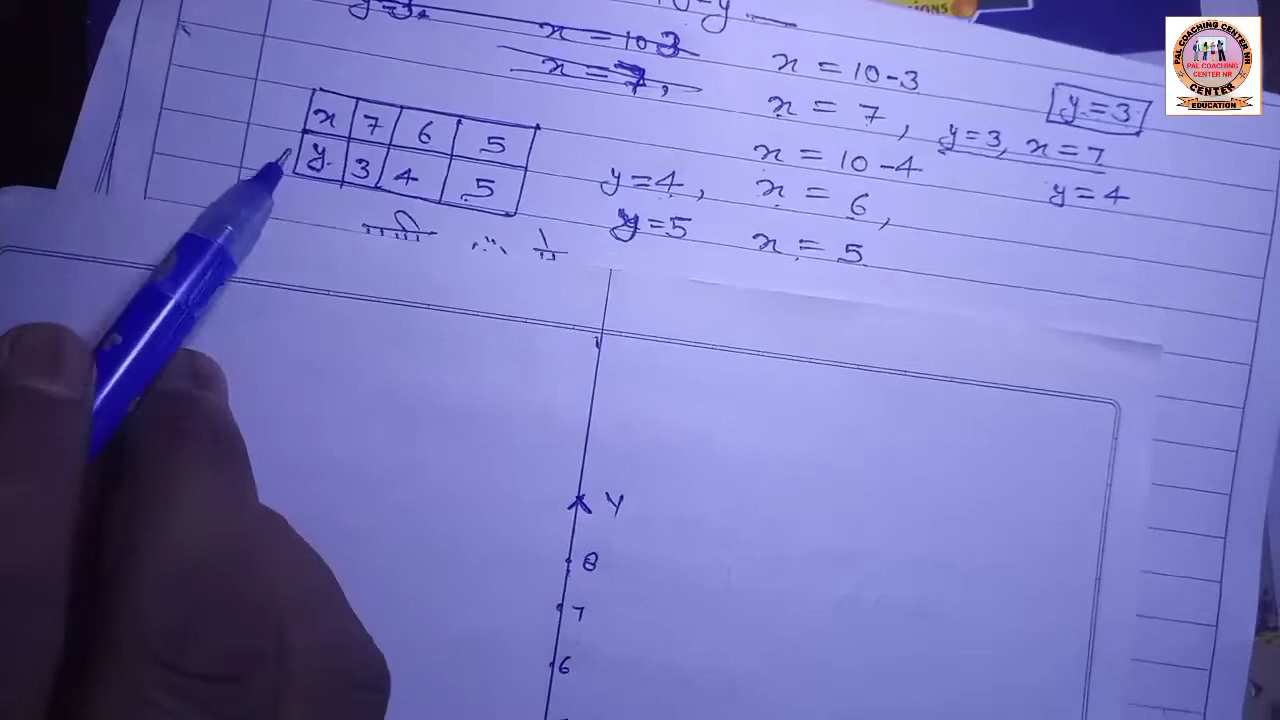 x = 10-3
x = 7,
x = 10-3
x = 7, y=3, x=7
y=3
x = 10-4
y=4, x = 6,
y=4
y=5 x = 5
x 7 6 5
y 3 4 5
Y
8
7
6
PAL COACHING CENTER NR
PAL COACHING
CENTER NR
CENTER
EDUCATION